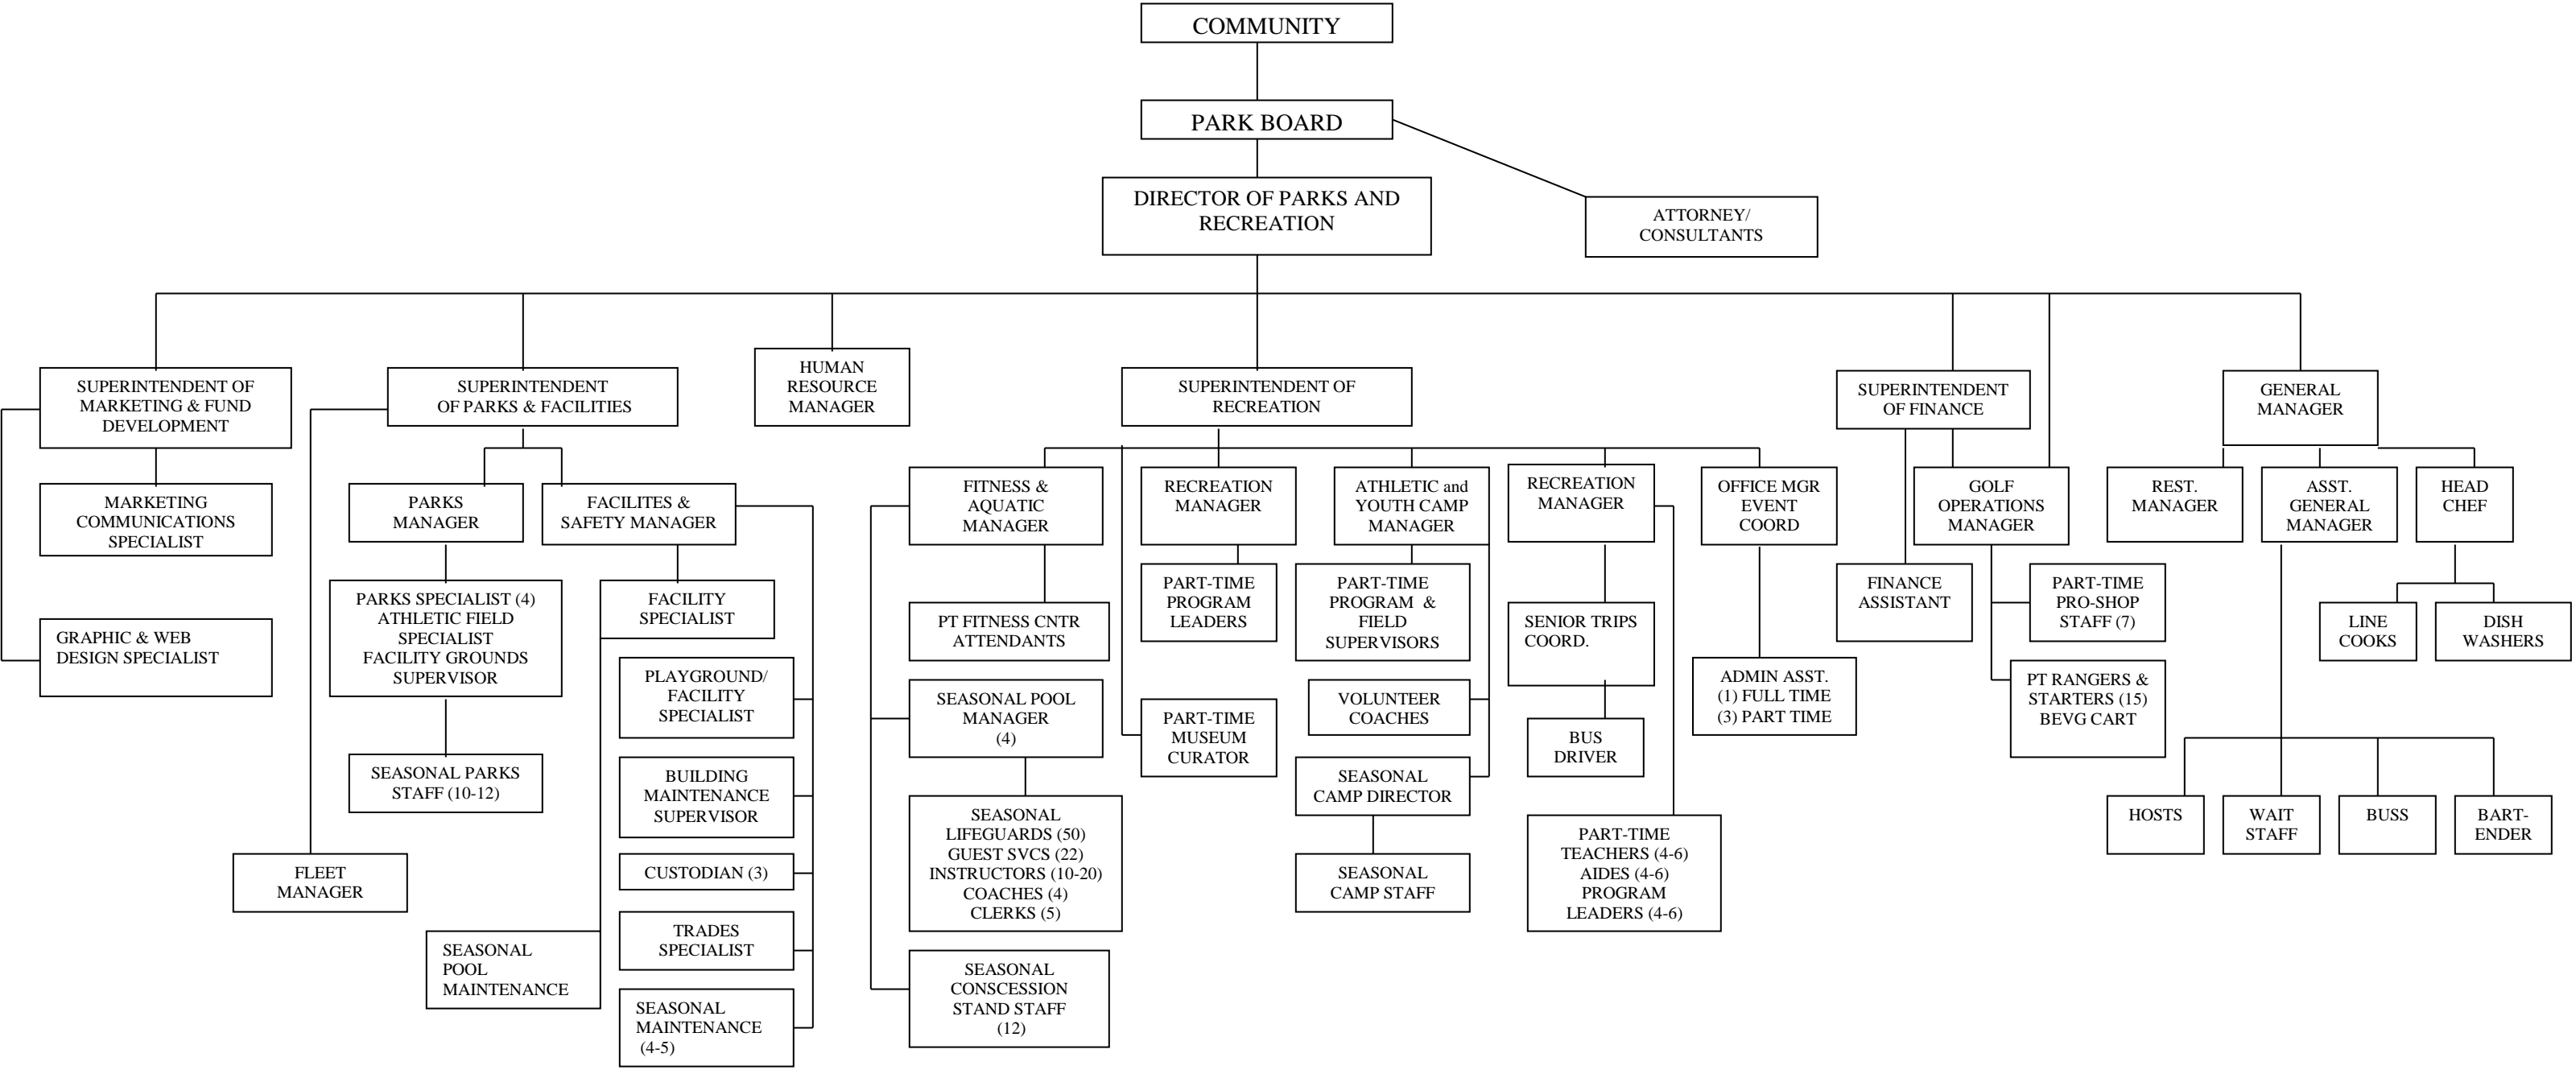 COMMUNITY
PARK BOARD
DIRECTOR OF PARKS AND
RECREATION
ATTORNEY/
CONSULTANTS
SUPERINTENDENT OF
MARKETING & FUND
DEVELOPMENT
SUPERINTENDENT
OF PARKS & FACILITIES
HUMAN
RESOURCE
MANAGER
SUPERINTENDENT OF
RECREATION
SUPERINTENDENT
OF FINANCE
GENERAL
MANAGER
MARKETING
COMMUNICATIONS
SPECIALIST
PARKS
MANAGER
FACILITES &
SAFETY MANAGER
FITNESS &
AQUATIC
MANAGER
RECREATION
MANAGER
ATHLETIC and
YOUTH CAMP
MANAGER
RECREATION
MANAGER
OFFICE MGR
EVENT
COORD
GOLF
OPERATIONS
MANAGER
REST.
MANAGER
ASST.
GENERAL
MANAGER
HEAD
CHEF
GRAPHIC & WEB
DESIGN SPECIALIST
PARKS SPECIALIST (4)
ATHLETIC FIELD
SPECIALIST
FACILITY GROUNDS
SUPERVISOR
FACILITY
SPECIALIST
PT FITNESS CNTR
ATTENDANTS
PART-TIME
PROGRAM
LEADERS
PART-TIME
PROGRAM &
FIELD
SUPERVISORS
SENIOR TRIPS
COORD.
FINANCE
ASSISTANT
PART-TIME
PRO-SHOP
STAFF (7)
LINE
COOKS
DISH
WASHERS
PLAYGROUND/
FACILITY
SPECIALIST
SEASONAL POOL
MANAGER
(4)
PART-TIME
MUSEUM
CURATOR
VOLUNTEER
COACHES
BUS
DRIVER
ADMIN ASST.
(1) FULL TIME
(3) PART TIME
PT RANGERS &
STARTERS (15)
BEVG CART
SEASONAL PARKS
STAFF (10-12)
BUILDING
MAINTENANCE
SUPERVISOR
SEASONAL
CAMP DIRECTOR
HOSTS
WAIT
STAFF
BUSS
BART-
ENDER
FLEET
MANAGER
CUSTODIAN (3)
SEASONAL
LIFEGUARDS (50)
GUEST SVCS (22)
INSTRUCTORS (10-20)
COACHES (4)
CLERKS (5)
SEASONAL
CAMP STAFF
PART-TIME
TEACHERS (4-6)
AIDES (4-6)
PROGRAM
LEADERS (4-6)
SEASONAL
POOL
MAINTENANCE
TRADES
SPECIALIST
SEASONAL
CONSCESSION
STAND STAFF
(12)
SEASONAL
MAINTENANCE
(4-5)